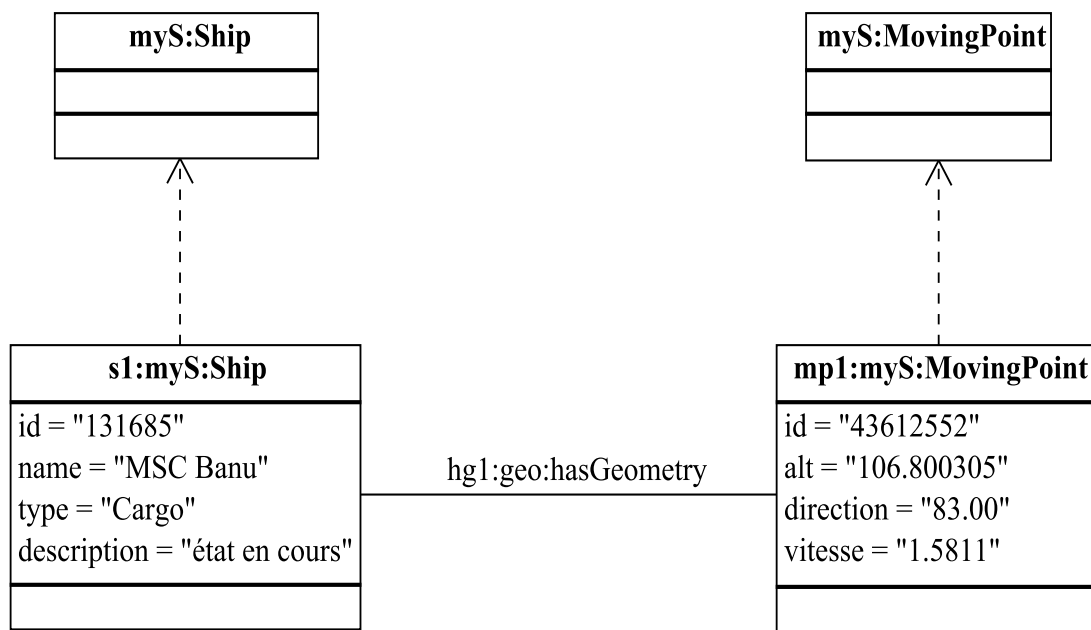 myS:Ship
myS:MovingPoint
s1:myS:Ship
id = "131685"
name = "MSC Banu"
type = "Cargo"
description = "état en cours"
hg1:geo:hasGeometry
mp1:myS:MovingPoint
id = "43612552"
alt = "106.800305"
direction = "83.00"
vitesse = "1.5811"